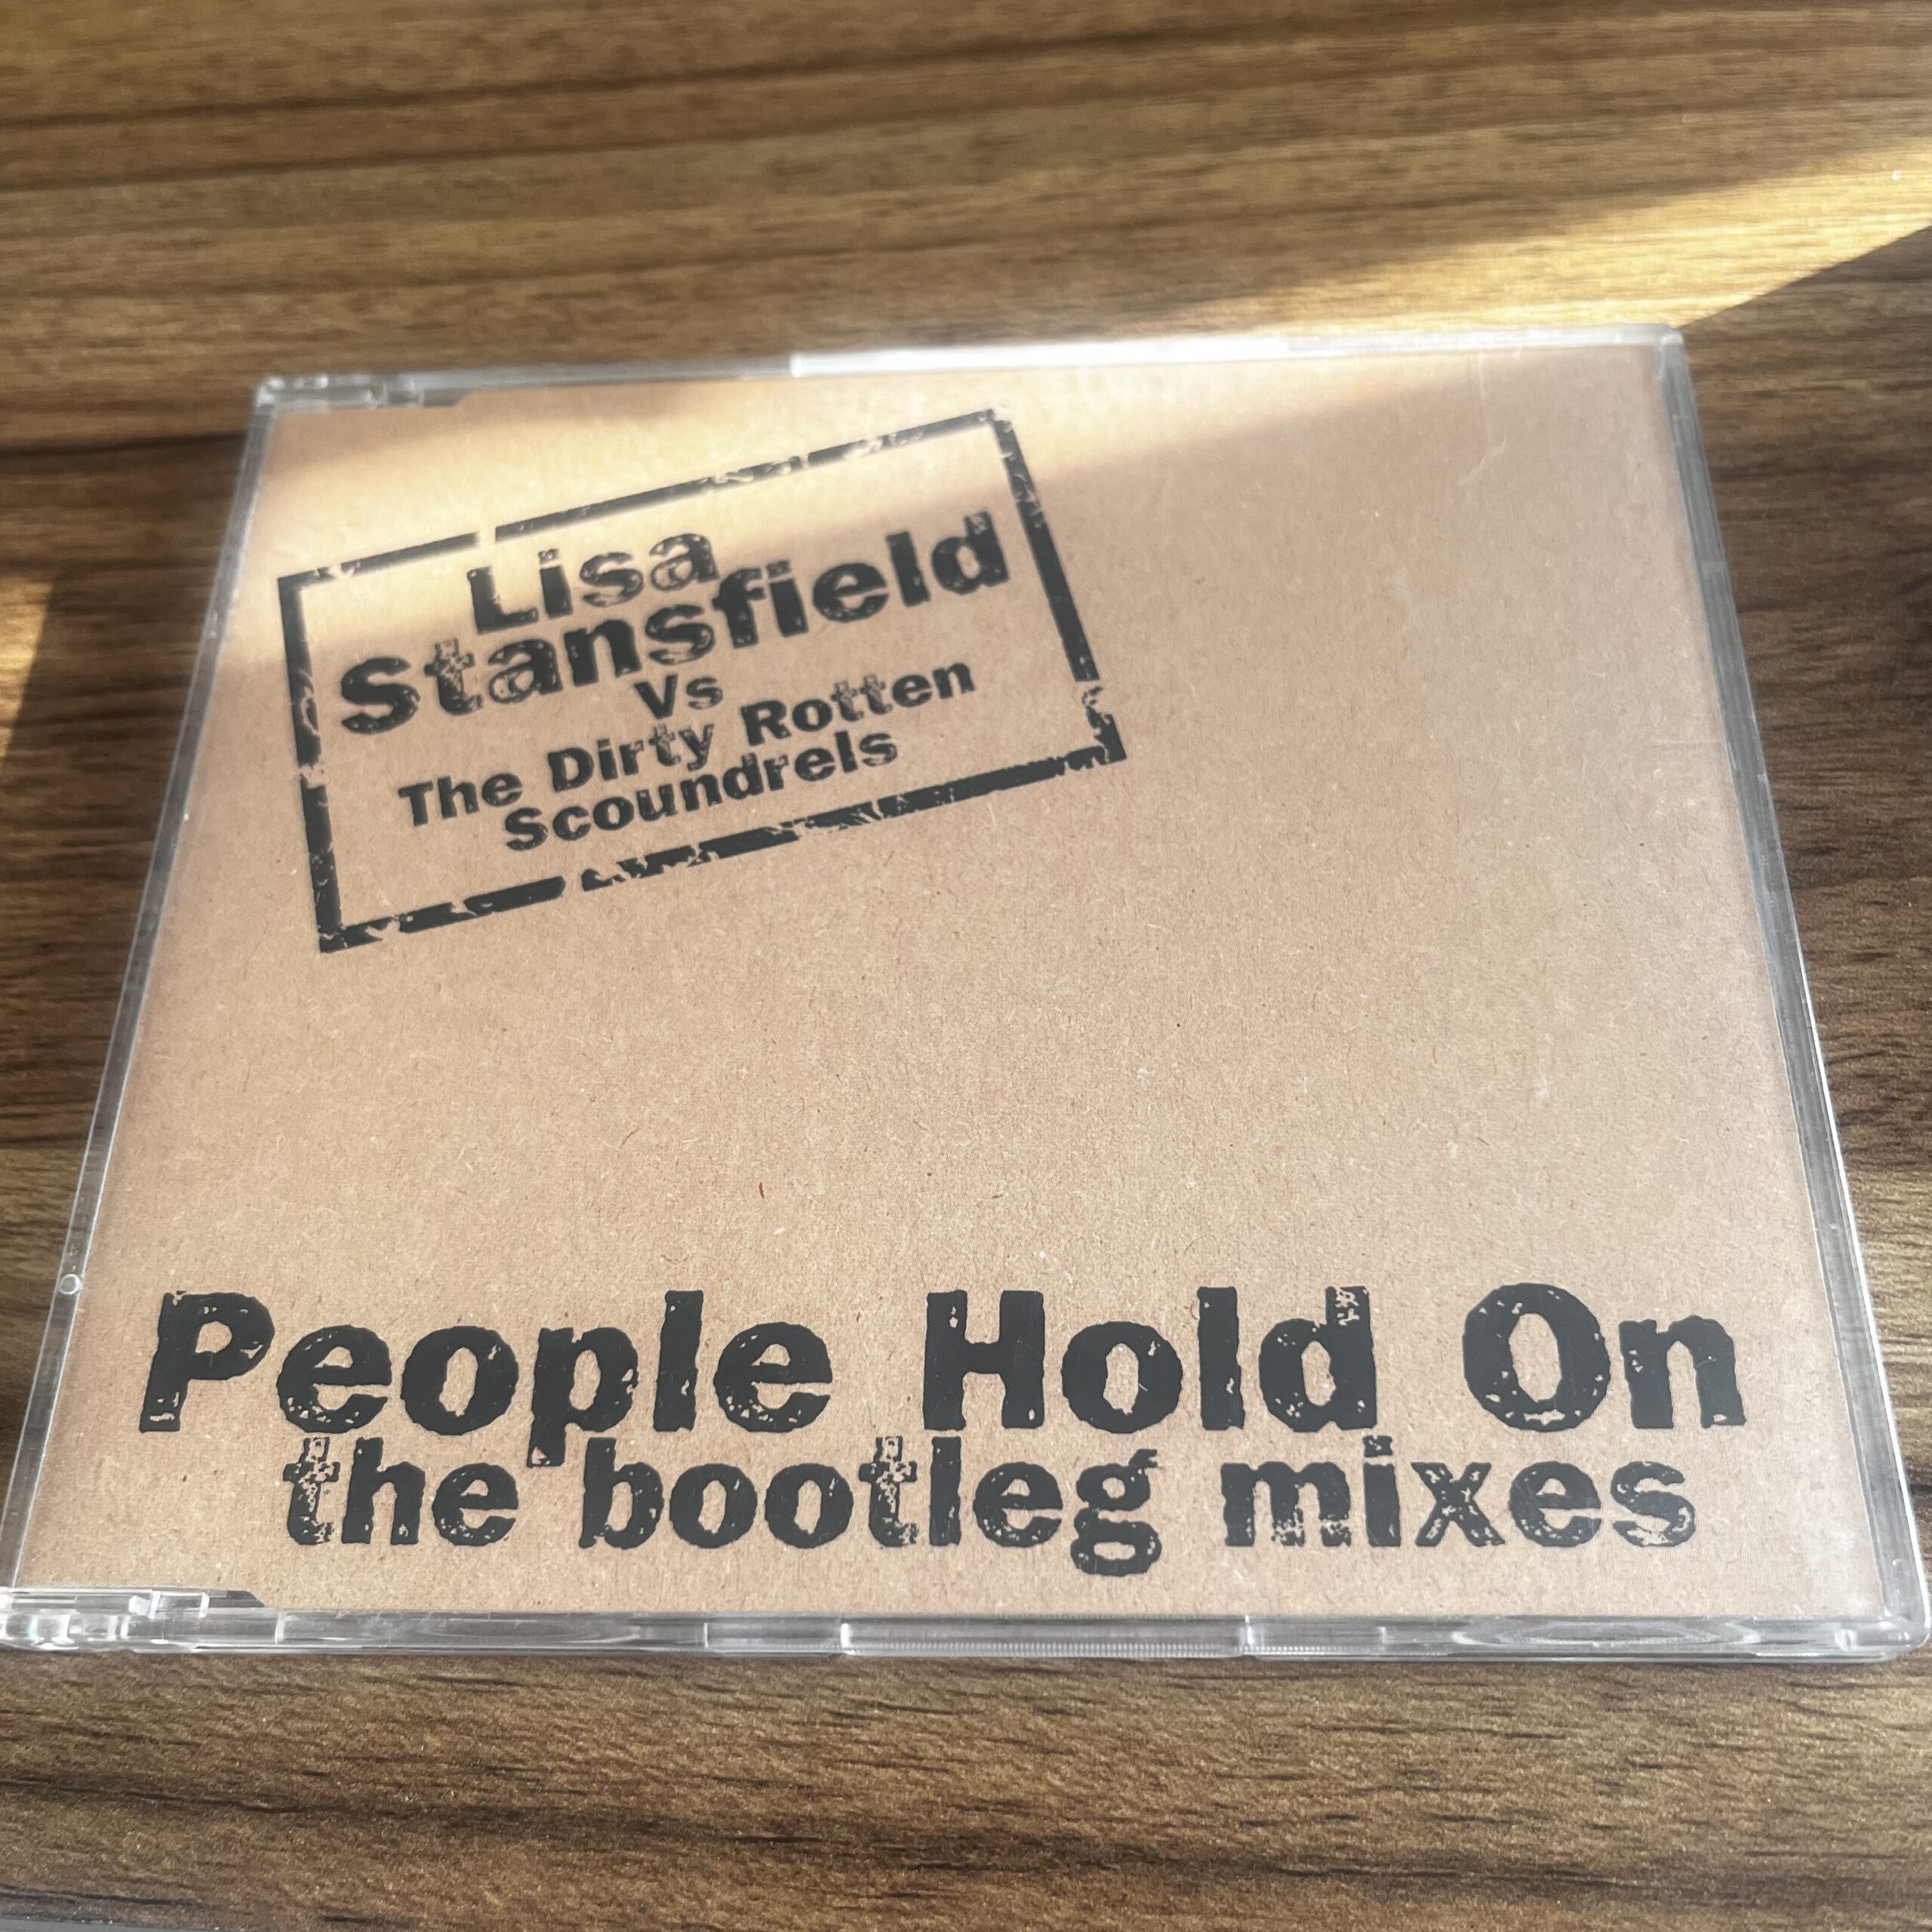 Lisa
Stansfield
Vs
The Dirty Rotten
Scoundrels
People Hold On
the bootleg mixes